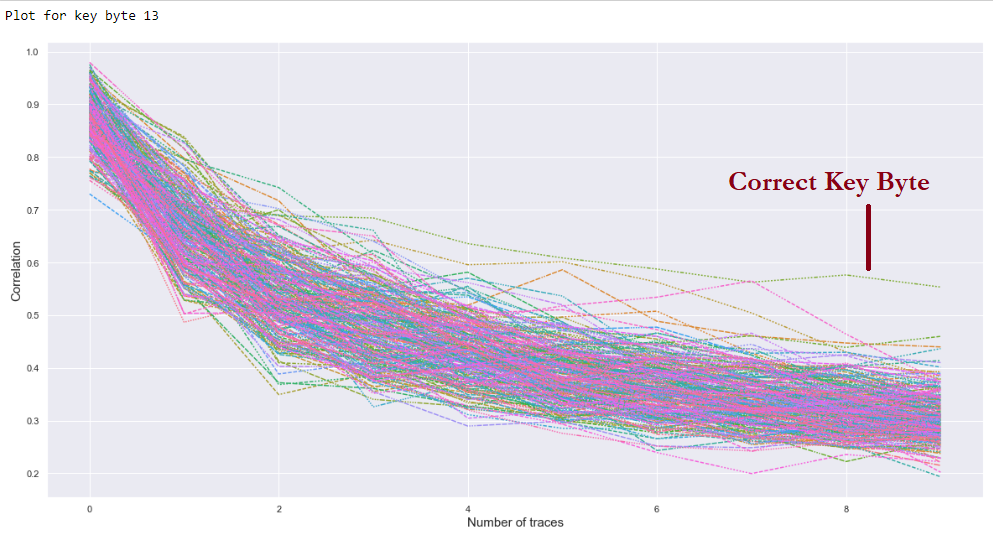 Plot for key byte 13
1.0
0.9
0.8
0.7
0.6
0.5
0.4
0.3
0.2
Correlation
Correct Key Byte
0 2 4 6 8
Number of traces